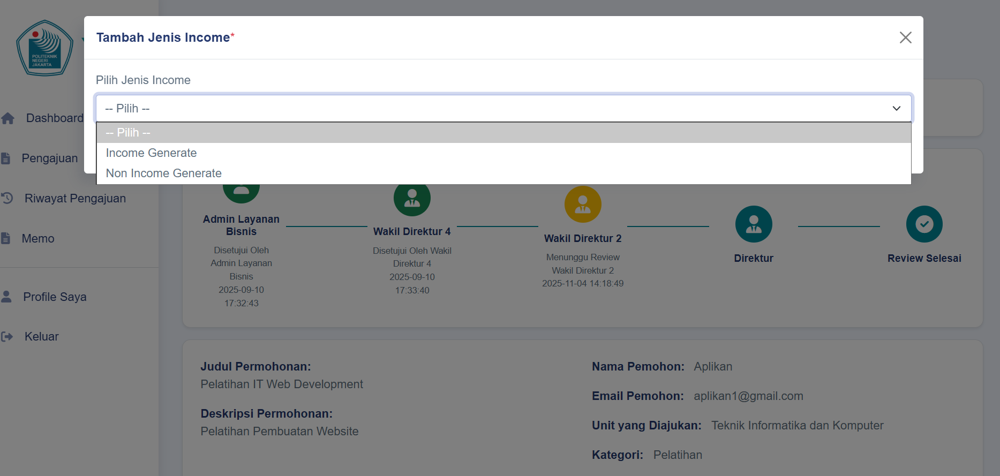 POLITEKNIK
NEGERI
JAKARTA
Dashboard
Pengajuan
Riwayat Pengajuan
Memo
Profile Saya
Keluar
Tambah Jenis Income*
Pilih Jenis Income
-- Pilih --
-- Pilih --
Income Generate
Non Income Generate
Admin Layanan
Bisnis
Disetujui Oleh
Admin Layanan
Bisnis
2025-09-10
17:32:43
Wakil Direktur 4
Disetujui Oleh Wakil
Direktur 4
2025-09-10
17:33:40
Wakil Direktur 2
Menunggu Review
Wakil Direktur 2
2025-11-04 14:18:49
Direktur
Review Selesai
Judul Permohonan:
Pelatihan IT Web Development
Deskripsi Permohonan:
Pelatihan Pembuatan Website
Nama Pemohon: Aplikan
Email Pemohon: aplikan1@gmail.com
Unit yang Diajukan: Teknik Informatika dan Komputer
Kategori: Pelatihan